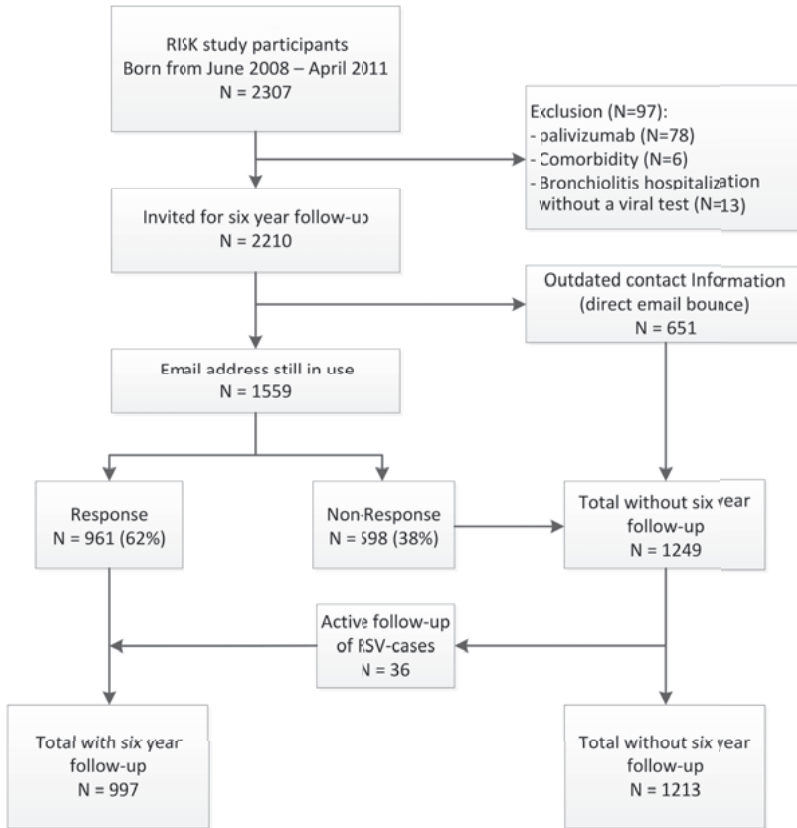 RISK study participants
Born from June 2008 – April 2011
N = 2307
Exclusion (N=97):
- palivizumab (N=78)
- Comorbidity (N=6)
- Bronchiolitis hospitalization
without a viral test (N=13)
Invited for six year follow-up
N = 2210
Outdated contact Information
(direct email bounce)
N = 651
Email address still in use
N = 1559
Response
N = 961 (62%)
Non-Response
N = 598 (38%)
Total without six year
follow-up
N = 1249
Active follow-up
of RSV-cases
N = 36
Total with six year
follow-up
N = 997
Total without six year
follow-up
N = 1213